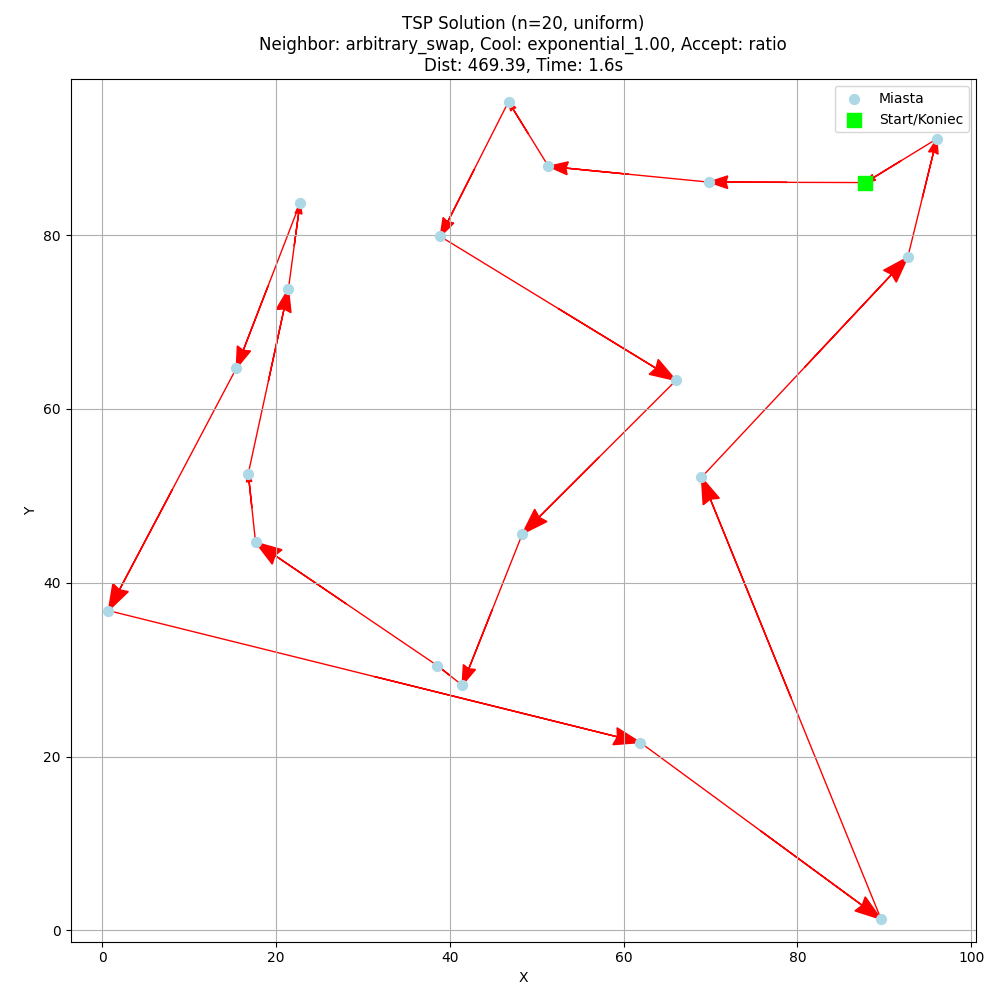 TSP Solution (n=20, uniform)
Neighbor: arbitrary_swap, Cool: exponential_1.00, Accept: ratio
Dist: 469.39, Time: 1.6s
Miasta
Start/Koniec
80
60
40
20
0
Y
0 20 40 60 80 100
X